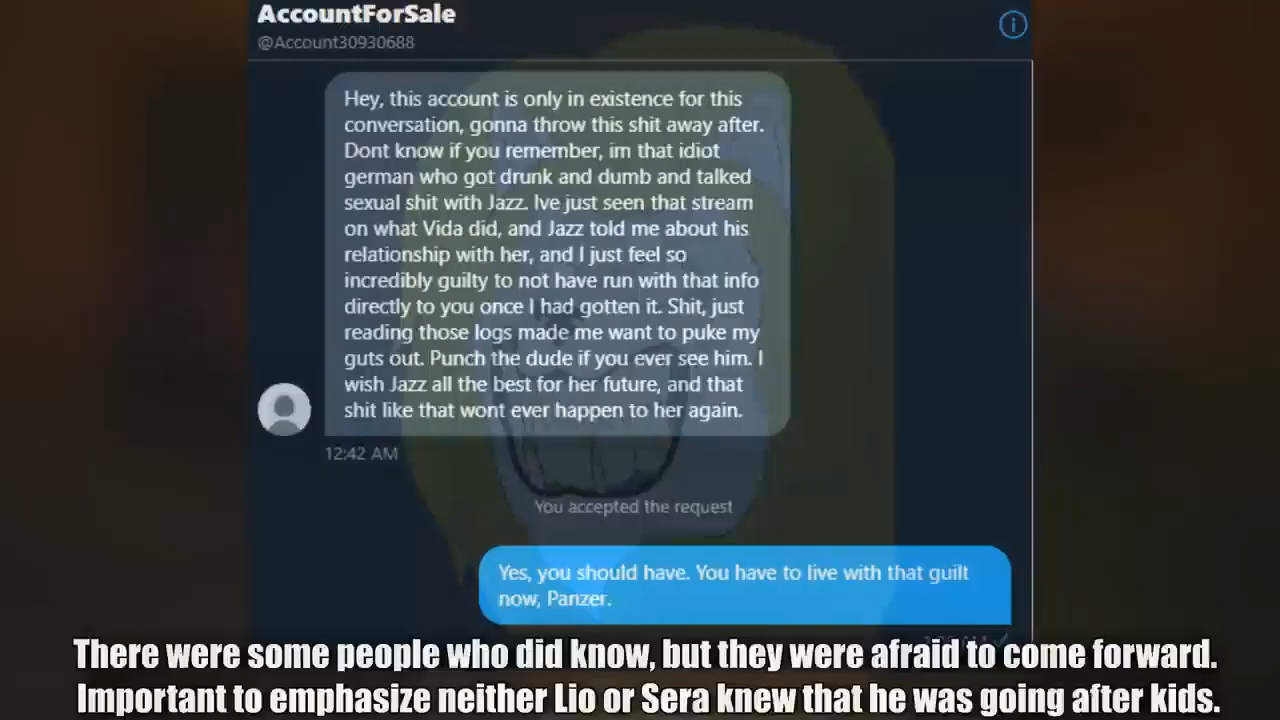 AccountForSale
@Account30930688
Hey, this account is only in existence for this
conversation, gonna throw this shit away after.
Dont know if you remember, im that idiot
german who got drunk and dumb and talked
sexual shit with Jazz. Ive just seen that stream
on what Vida did, and Jazz told me about his
relationship with her, and I just feel so
incredibly guilty to not have run with that info
directly to you once I had gotten it. Shit, just
reading those logs made me want to puke my
guts out. Punch the dude if you ever see him. I
wish Jazz all the best for her future, and that
shit like that wont ever happen to her again.
12:42 AM
You accepted the request
Yes, you should have. You have to live with that guilt
now, Panzer.
There were some people who did know, but they were afraid to come forward.
Important to emphasize neither Lio or Sera knew that he was going after kids.